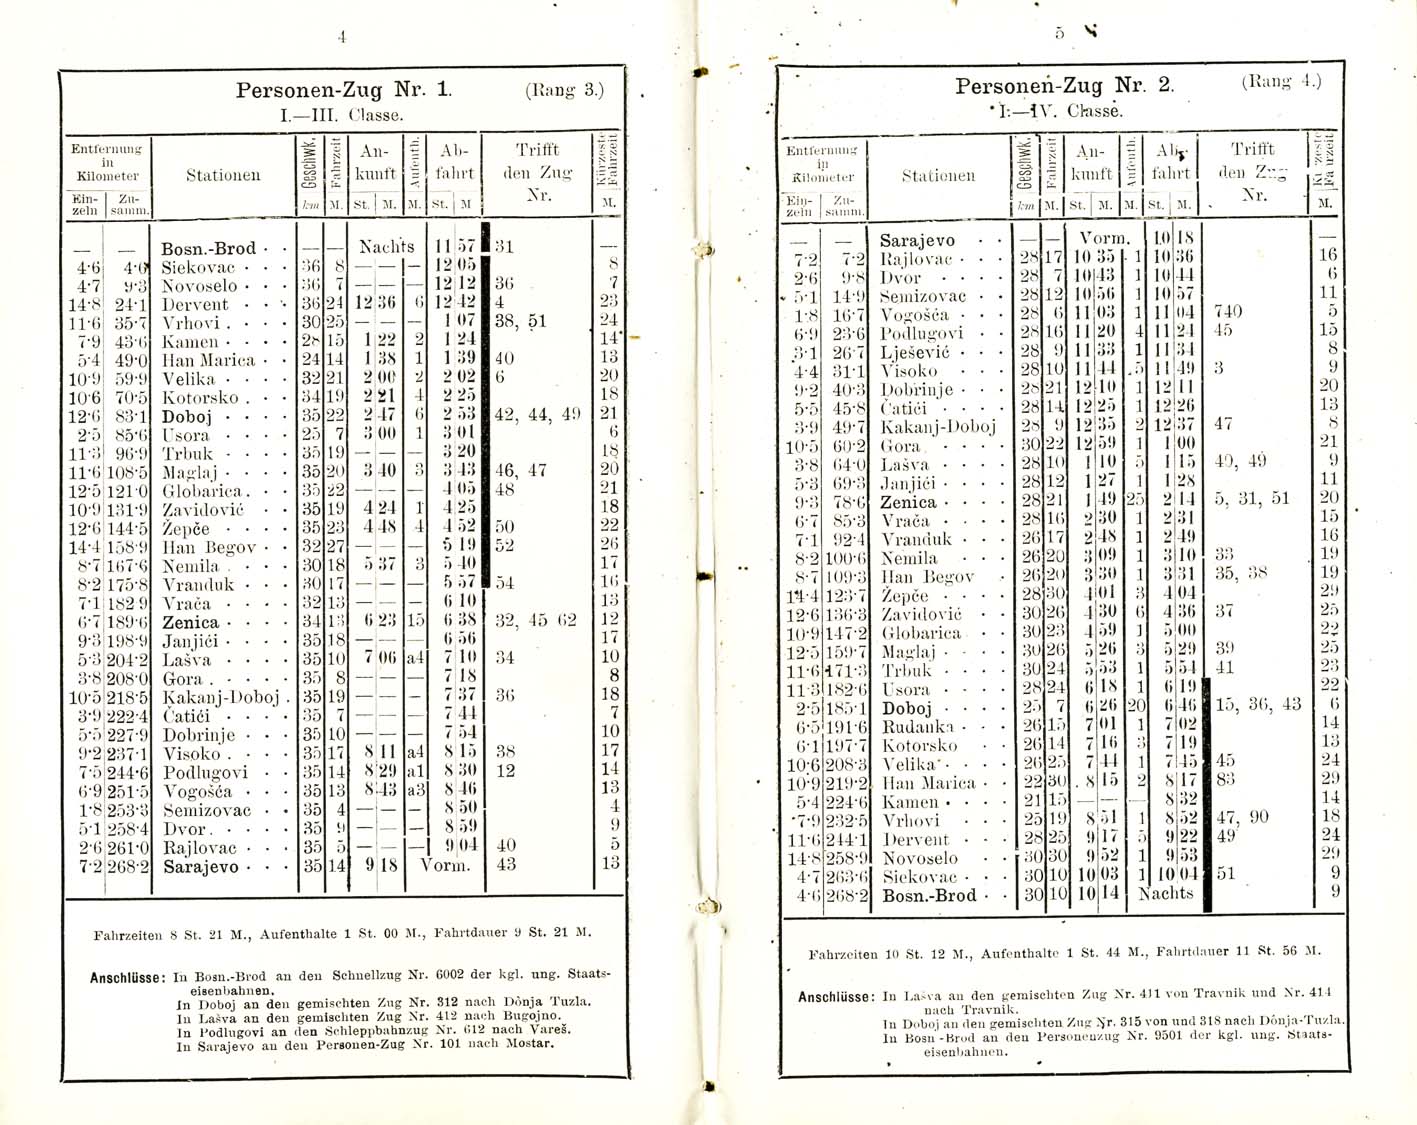 4
Personen-Zug Nr. 1. (Rang 3.)
I.—III. Classe.
Entfernung in Kilometer | Stationen | Geschwk. | Fahrzeit | An-kunft | Aufenth. | Ab-fahrt | Trifft den Zug Nr. | Kürzeste Fahrzeit
Ein-zeln | Zu-samm. | km | M. | St. | M. | M. | St. | M | M.
— — Bosn.-Brod — — Nachts 11 57 31 —
4·6 4·6 Siekovac 36 8 — — — 12 05 8
4·7 9·3 Novoselo 36 7 — — — 12 12 36 7
14·8 24·1 Dervent 36 24 12 36 6 12 42 4 23
11·6 35·7 Vrhovi 30 25 — — — 1 07 38, 51 24
7·9 43·6 Kamen 28 15 1 22 2 1 24 14
5·4 49·0 Han Marica 24 14 1 38 1 1 39 40 13
10·9 59·9 Velika 32 21 2 00 2 2 02 6 20
10·6 70·5 Kotorsko 34 19 2 21 4 2 25 18
12·6 83·1 Doboj 35 22 2 47 6 2 53 42, 44, 49 21
2·5 85·6 Usora 25 7 3 00 1 3 01 6
11·3 96·9 Trbuk 35 19 — — — 3 20 18
11·6 108·5 Maglaj 35 20 3 40 3 3 43 46, 47 20
12·5 121·0 Globarica 35 22 — — — 4 05 48 21
10·9 131·9 Zavidović 35 19 4 24 1 4 25 18
12·6 144·5 Žepče 35 23 4 48 4 4 52 50 22
14·4 158·9 Han Begov 32 27 — — — 5 19 52 26
8·7 167·6 Nemila 30 18 5 37 3 5 40 17
8·2 175·8 Vranduk 30 17 — — — 5 57 54 16
7·1 182 9 Vrača 32 13 — — — 6 10 13
6·7 189·6 Zenica 34 13 6 23 15 6 38 32, 45 62 12
9·3 198·9 Janjići 35 18 — — — 6 56 17
5·3 204·2 Lašva 35 10 7 06 a4 7 10 34 10
3·8 208·0 Gora 35 8 — — — 7 18 8
10·5 218·5 Kakanj-Doboj 35 19 — — — 7 37 36 18
3·9 222·4 Čatići 35 7 — — — 7 44 7
5·5 227·9 Dobrinje 35 10 — — — 7 54 10
9·2 237·1 Visoko 35 17 8 11 a4 8 15 38 17
7·5 244·6 Podlugovi 35 14 8 29 a1 8 30 12 14
6·9 251·5 Vogošća 35 13 8 43 a3 8 46 13
1·8 253·3 Semizovac 35 4 — — — 8 50 4
5·1 258·4 Dvor 35 9 — — — 8 59 9
2·6 261·0 Rajlovac 35 5 — — — 9 04 40 5
7·2 268·2 Sarajevo 35 14 9 18 Vorm. 43 13
Fahrzeiten 8 St. 21 M., Aufenthalte 1 St. 00 M., Fahrtdauer 9 St. 21 M.
Anschlüsse: In Bosn.-Brod an den Schnellzug Nr. 6002 der kgl. ung. Staats-
eisenbahnen.
In Doboj an den gemischten Zug Nr. 312 nach Dônja Tuzla.
In Lašva an den gemischten Zug Nr. 412 nach Bugojno.
In Podlugovi an den Schleppbahnzug Nr. 612 nach Vareš.
In Sarajevo an den Personen-Zug Nr. 101 nach Mostar.
5
Personen-Zug Nr. 2. (Rang 4.)
I.—IV. Classe.
Entfernung in Kilometer | Stationen | Geschwk. | Fahrzeit | An-kunft | Aufenth. | Ab-fahrt | Trifft den Zug Nr. | Kürzeste Fahrzeit
Ein-zeln | Zu-samm. | km | M. | St. | M. | M. | St. | M. | M.
— — Sarajevo — — Vorm. 10 18 —
7·2 7·2 Rajlovac 28 17 10 35 1 10 36 16
2·6 9·8 Dvor 28 7 10 43 1 10 44 6
5·1 14·9 Semizovac 28 12 10 56 1 10 57 11
1·8 16·7 Vogošća 28 6 11 03 1 11 04 740 5
6·9 23·6 Podlugovi 28 16 11 20 4 11 24 45 15
3·1 26·7 Lješević 28 9 11 33 1 11 34 8
4·4 31·1 Visoko 28 10 11 44 5 11 49 3 9
9·2 40·3 Dobrinje 28 21 12 10 1 12 11 20
5·5 45·8 Čatići 28 14 12 25 1 12 26 13
3·9 49·7 Kakanj-Doboj 28 9 12 35 2 12 37 47 8
10·5 60·2 Gora 30 22 12 59 1 1 00 21
3·8 64·0 Lašva 28 10 1 10 5 1 15 49 9
5·3 69·3 Janjići 28 12 1 27 1 1 28 11
9·3 78·6 Zenica 28 21 1 49 25 2 14 5, 31, 51 20
6·7 85·3 Vrača 28 16 2 30 1 2 31 15
7·1 92·4 Vranduk 26 17 2 48 1 2 49 16
8·2 100·6 Nemila 26 20 3 09 1 3 10 33 19
8·7 109·3 Han Begov 26 20 3 30 1 3 31 35, 38 19
14·4 123·7 Žepče 28 30 4 01 3 4 04 29
12·6 136·3 Zavidović 30 26 4 30 6 4 36 37 25
10·9 147·2 Globarica 30 23 4 59 1 5 00 22
12·5 159·7 Maglaj 30 26 5 26 3 5 29 39 25
11·6 171·3 Trbuk 30 24 5 53 1 5 54 41 23
11·3 182·6 Usora 28 24 6 18 1 6 19 22
2·5 185·1 Doboj 25 7 6 26 20 6 46 15, 36, 43 6
6·5 191·6 Rudanka 26 15 7 01 1 7 02 14
6·1 197·7 Kotorsko 26 14 7 16 3 7 19 13
10·6 208·3 Velika 26 25 7 44 1 7 45 45 24
10·9 219·2 Han Marica 22 30 8 15 2 8 17 83 29
5·4 224·6 Kamen 21 15 — — — 8 32 14
7·9 232·5 Vrhovi 25 19 8 51 1 8 52 47, 90 18
11·6 244·1 Dervent 28 25 9 17 5 9 22 49 24
14·8 258·9 Novoselo 30 30 9 52 1 9 53 29
4·7 263·6 Siekovac 30 10 10 03 1 10 04 51 9
4·6 268·2 Bosn.-Brod 30 10 10 14 Nachts 9
Fahrzeiten 10 St. 12 M., Aufenthalte 1 St. 44 M., Fahrtdauer 11 St. 56 M.
Anschlüsse: In Lašva an den gemischten Zug Nr. 411 von Travnik und Nr. 414
nach Travnik.
In Doboj an den gemischten Zug Nr. 315 von und 318 nach Dônja-Tuzla.
In Bosn-Brod an den Personenzug Nr. 9501 der kgl. ung. Staats-
eisenbahnen.